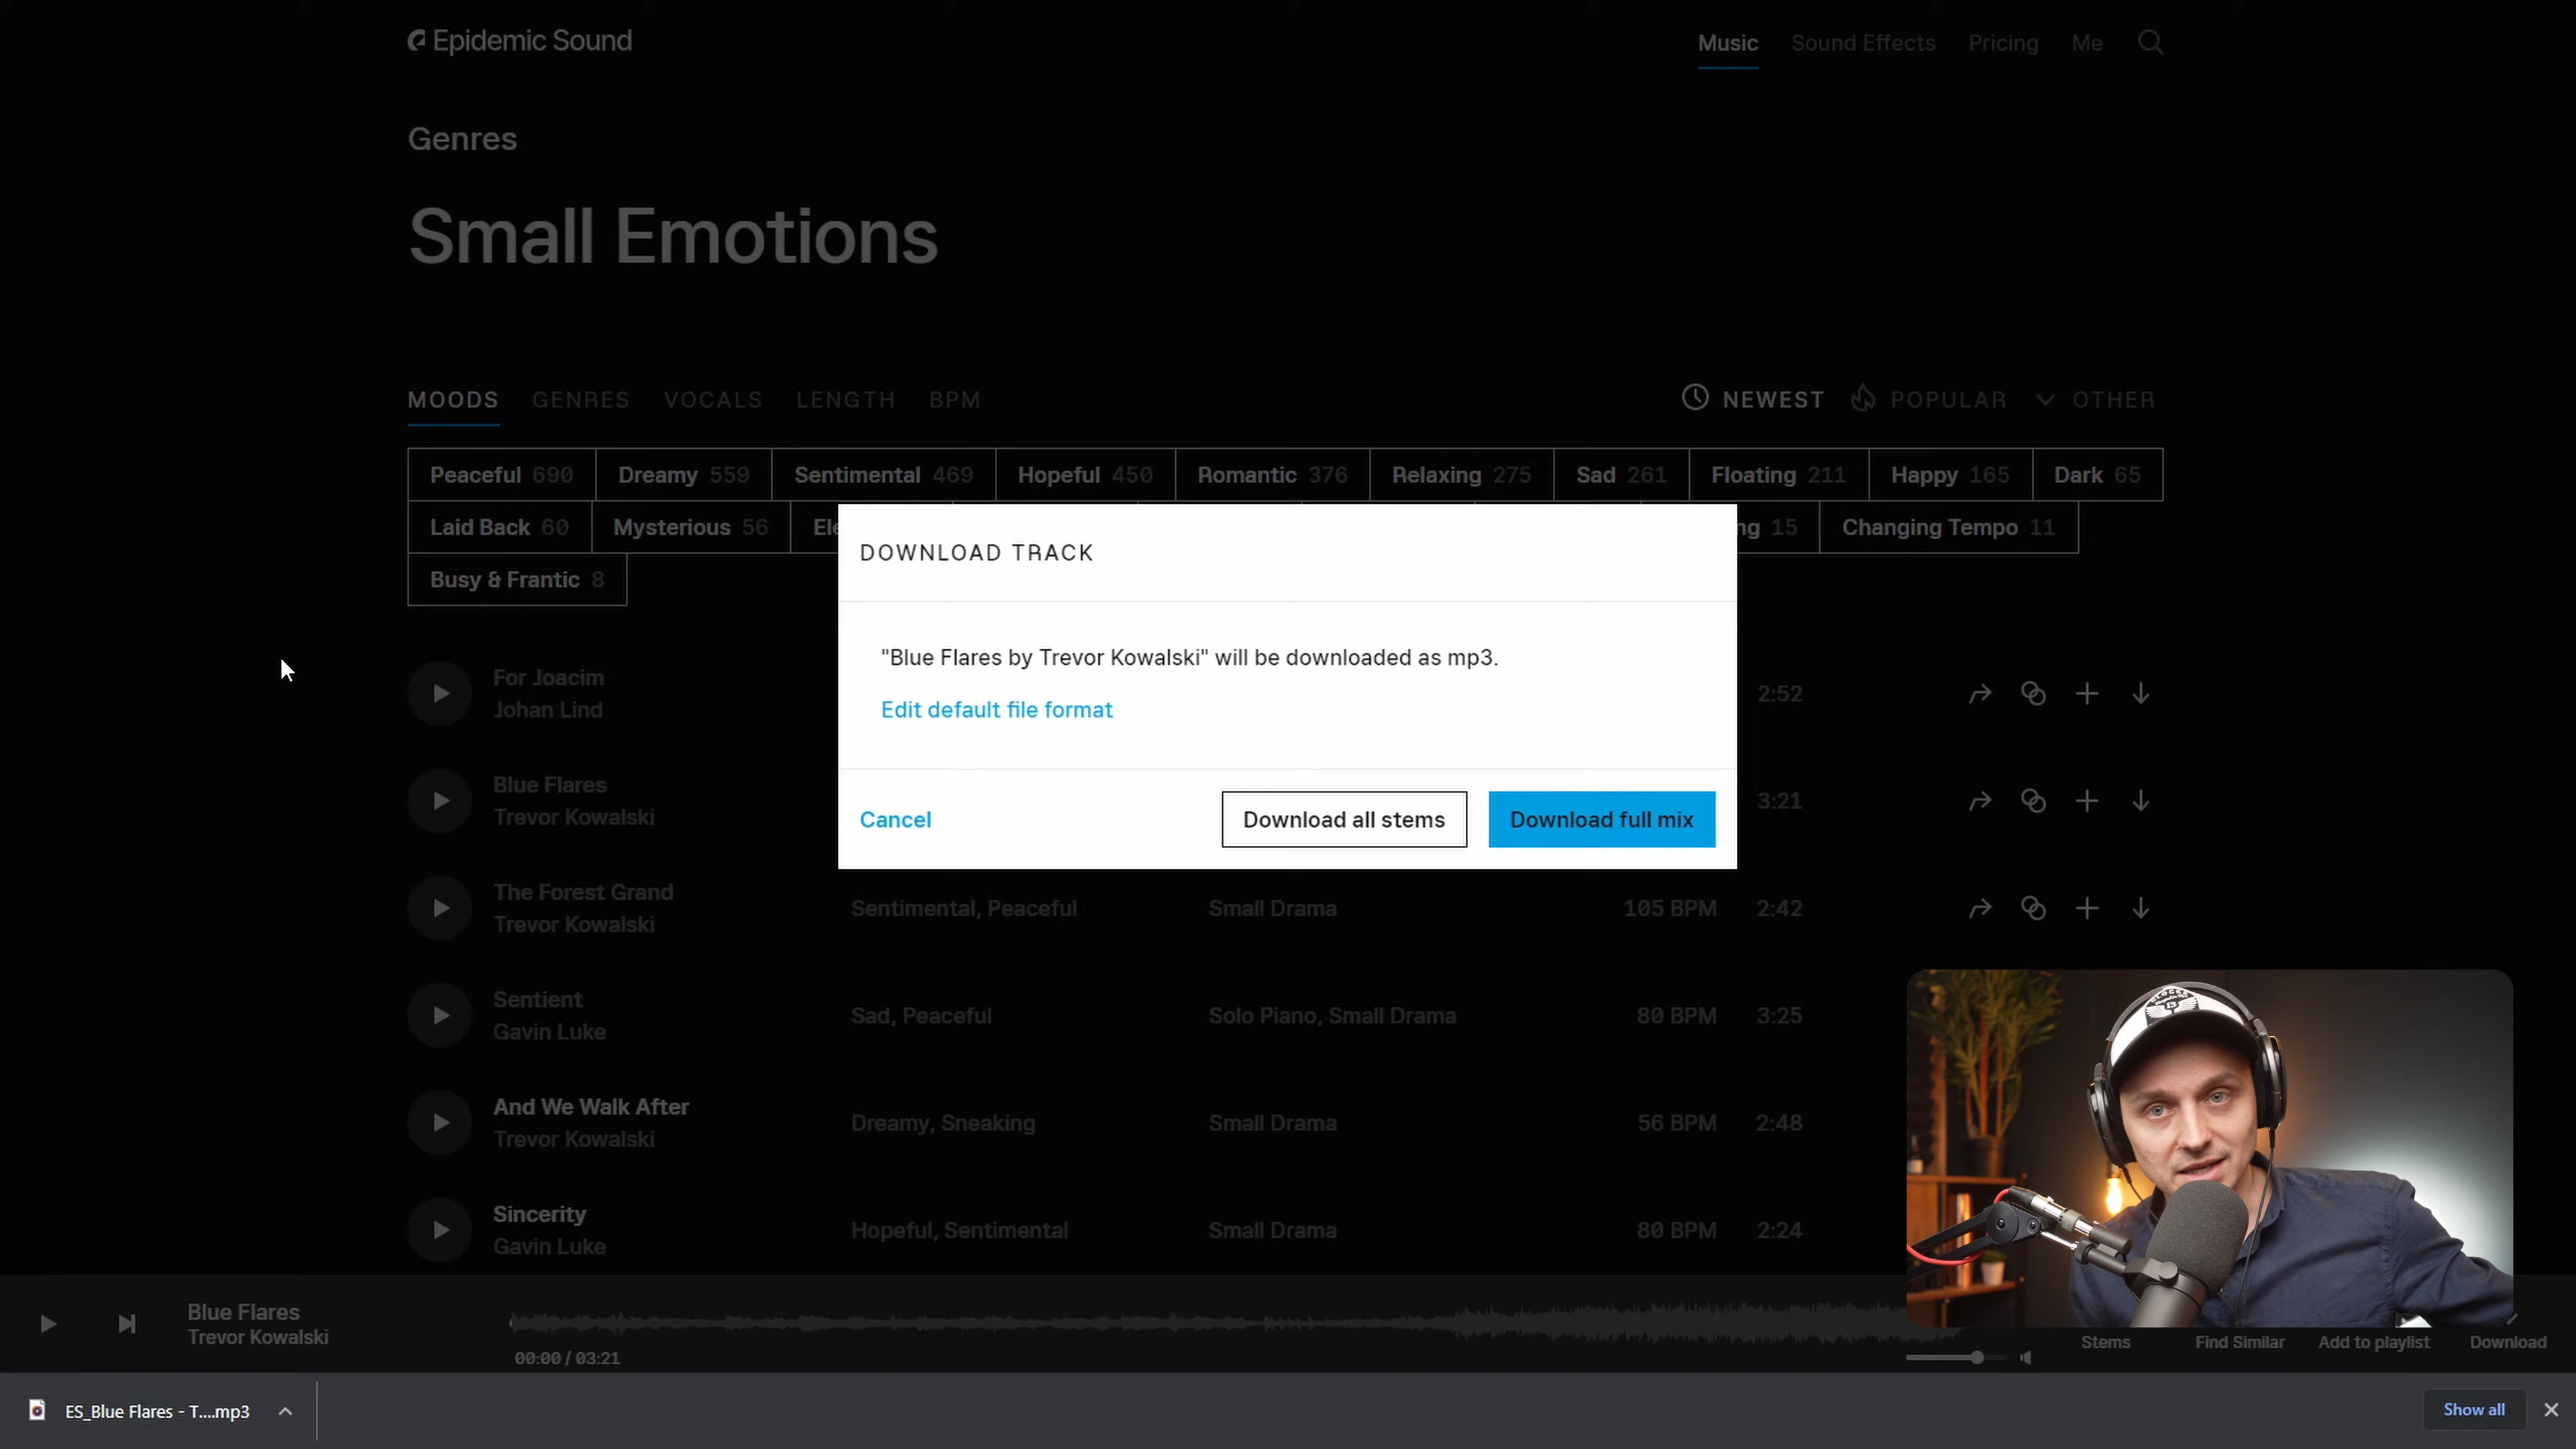 Epidemic Sound
Music Sound Effects Pricing Me
Genres
Small Emotions
MOODS GENRES VOCALS LENGTH BPM
NEWEST POPULAR OTHER
Peaceful 690 Dreamy 559 Sentimental 469 Hopeful 450 Romantic 376 Relaxing 275 Sad 261 Floating 211 Happy 165 Dark 65
Laid Back 60 Mysterious 56 Ele ng 15 Changing Tempo 11
Busy & Frantic 8
DOWNLOAD TRACK
"Blue Flares by Trevor Kowalski" will be downloaded as mp3.
Edit default file format
Cancel Download all stems Download full mix
For Joacim
Johan Lind
2:52
Blue Flares
Trevor Kowalski
3:21
The Forest Grand
Trevor Kowalski
Sentimental, Peaceful Small Drama 105 BPM 2:42
Sentient
Gavin Luke
Sad, Peaceful Solo Piano, Small Drama 80 BPM 3:25
And We Walk After
Trevor Kowalski
Dreamy, Sneaking Small Drama 56 BPM 2:48
Sincerity
Gavin Luke
Hopeful, Sentimental Small Drama 80 BPM 2:24
Blue Flares
Trevor Kowalski
00:00 / 03:21
Stems Find Similar Add to playlist Download
ES_Blue Flares - T....mp3
Show all